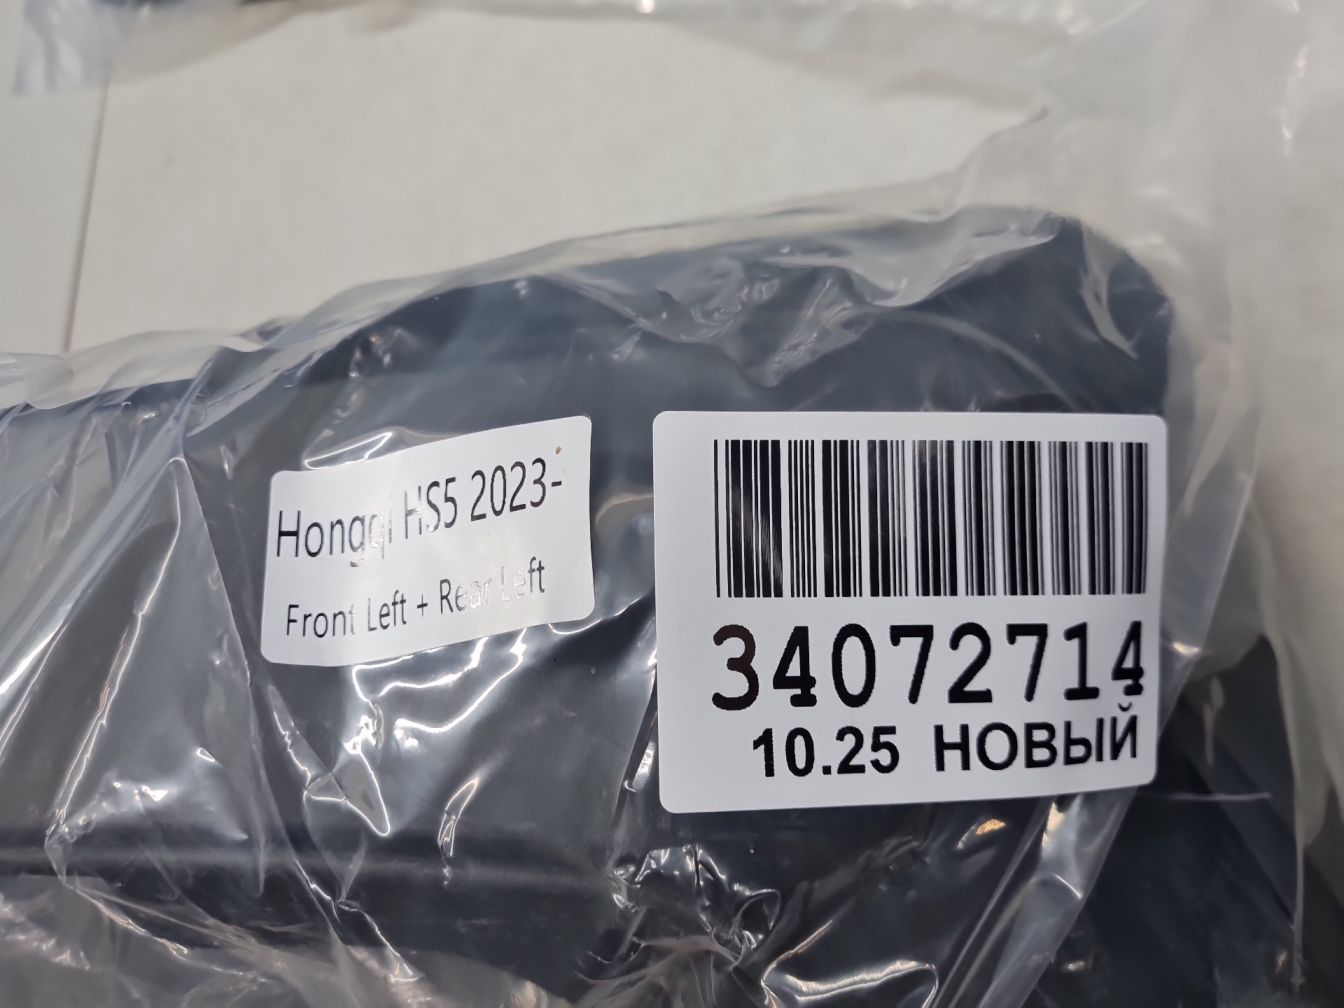 Hongqi HS5 2023-
Front Left + Rear Left
34072714
10.25 НОВЫЙ